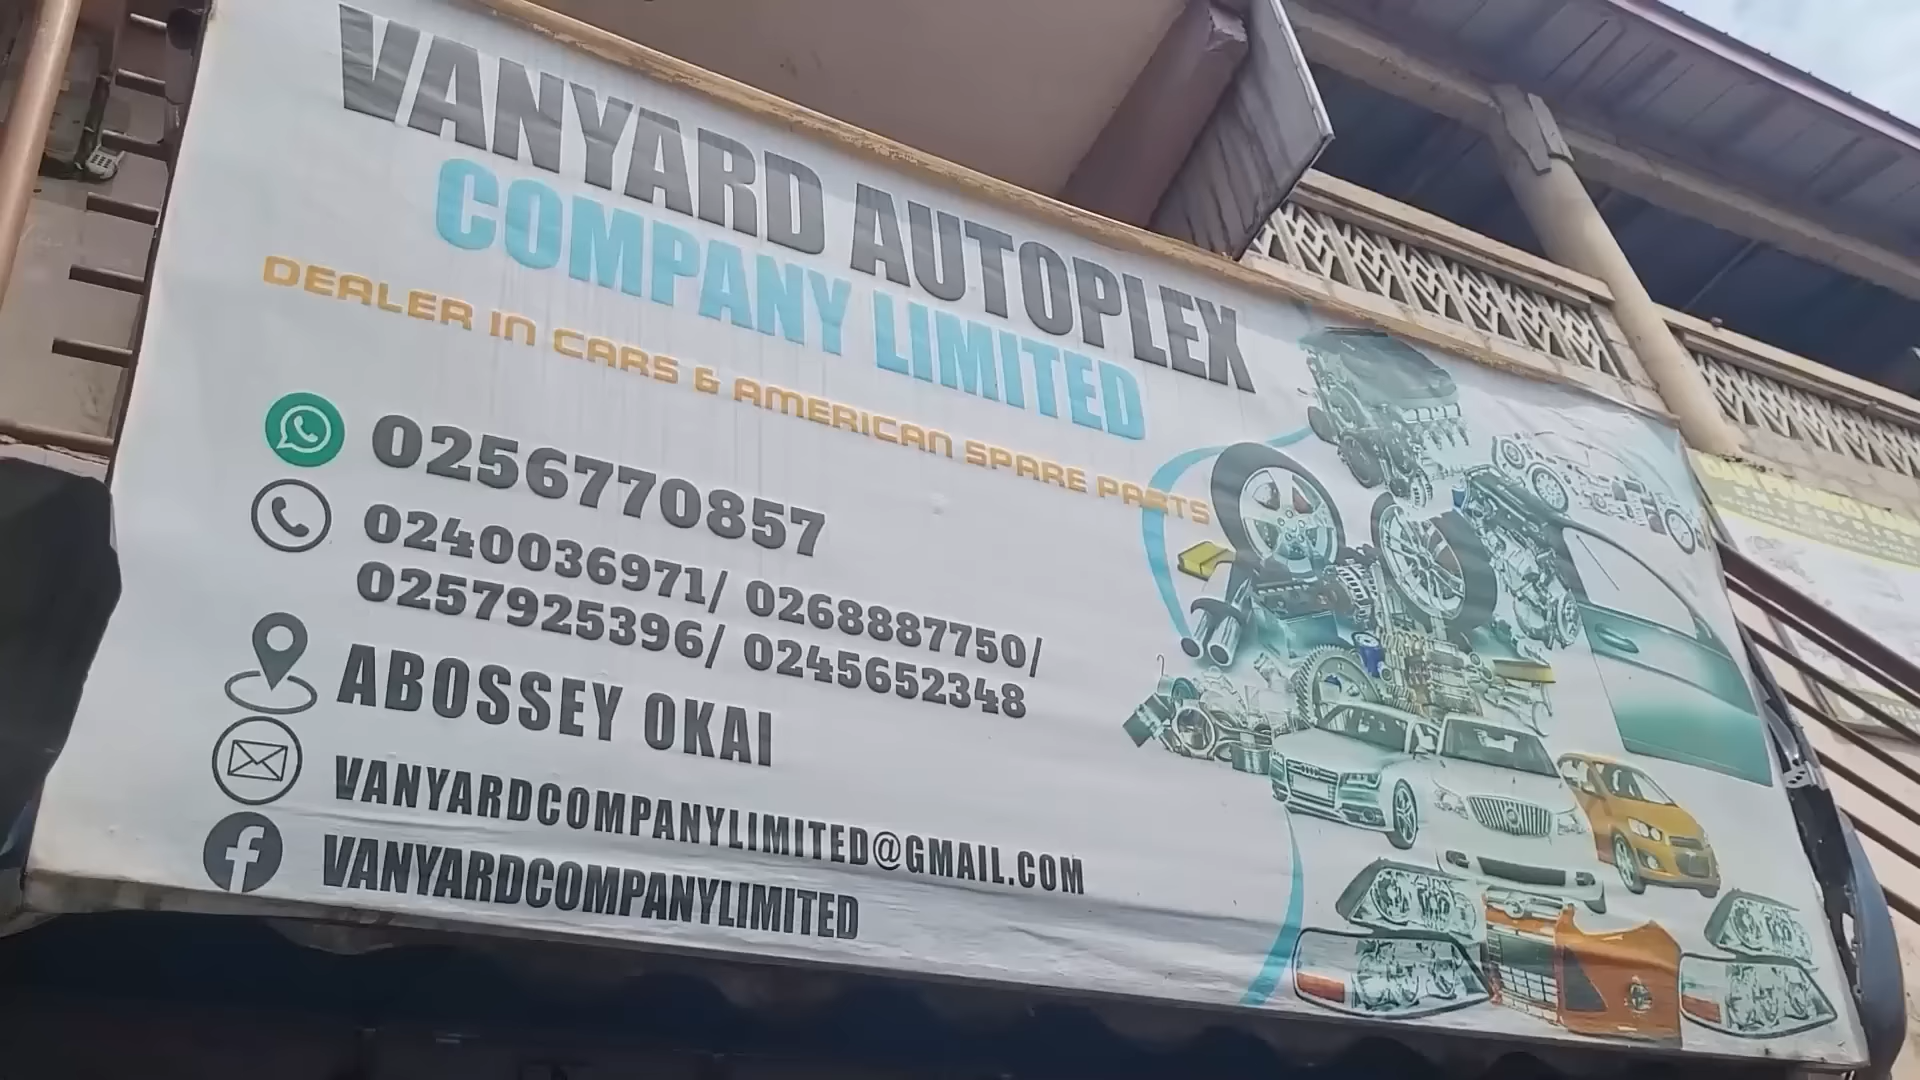 VANYARD AUTOPLEX
COMPANY LIMITED
DEALER IN CARS & AMERICAN SPARE PARTS
0256770857
0240036971/ 0268887750/
0257925396/ 0245652348
ABOSSEY OKAI
VANYARDCOMPANYLIMITED@GMAIL.COM
VANYARDCOMPANYLIMITED